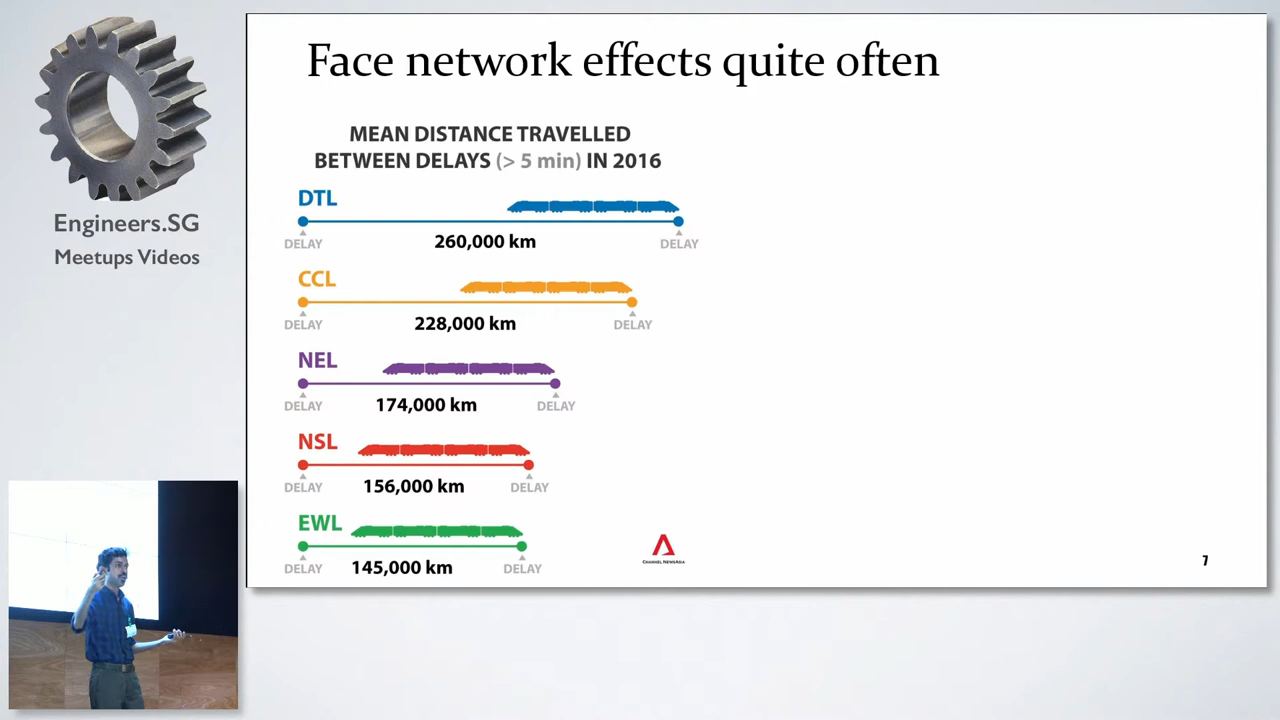 Face network effects quite often
Engineers.SG
Meetups Videos
MEAN DISTANCE TRAVELLED
BETWEEN DELAYS (> 5 min) IN 2016
DTL
DELAY
260,000 km
DELAY
CCL
DELAY
228,000 km
DELAY
NEL
DELAY
174,000 km
DELAY
NSL
DELAY
156,000 km
DELAY
EWL
DELAY
145,000 km
DELAY
CHANNEL NEWSASIA
7